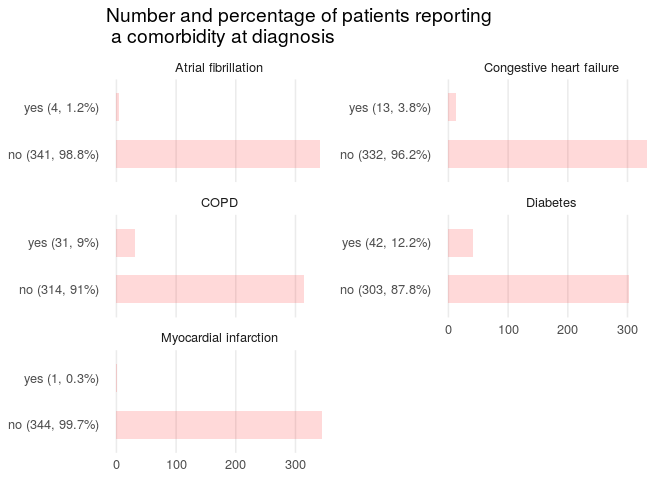 Number and percentage of patients reporting
a comorbidity at diagnosis
Atrial fibrillation
yes (4, 1.2%)
no (341, 98.8%)
Congestive heart failure
yes (13, 3.8%)
no (332, 96.2%)
COPD
yes (31, 9%)
no (314, 91%)
Diabetes
yes (42, 12.2%)
no (303, 87.8%)
0 100 200 300
Myocardial infarction
yes (1, 0.3%)
no (344, 99.7%)
0 100 200 300